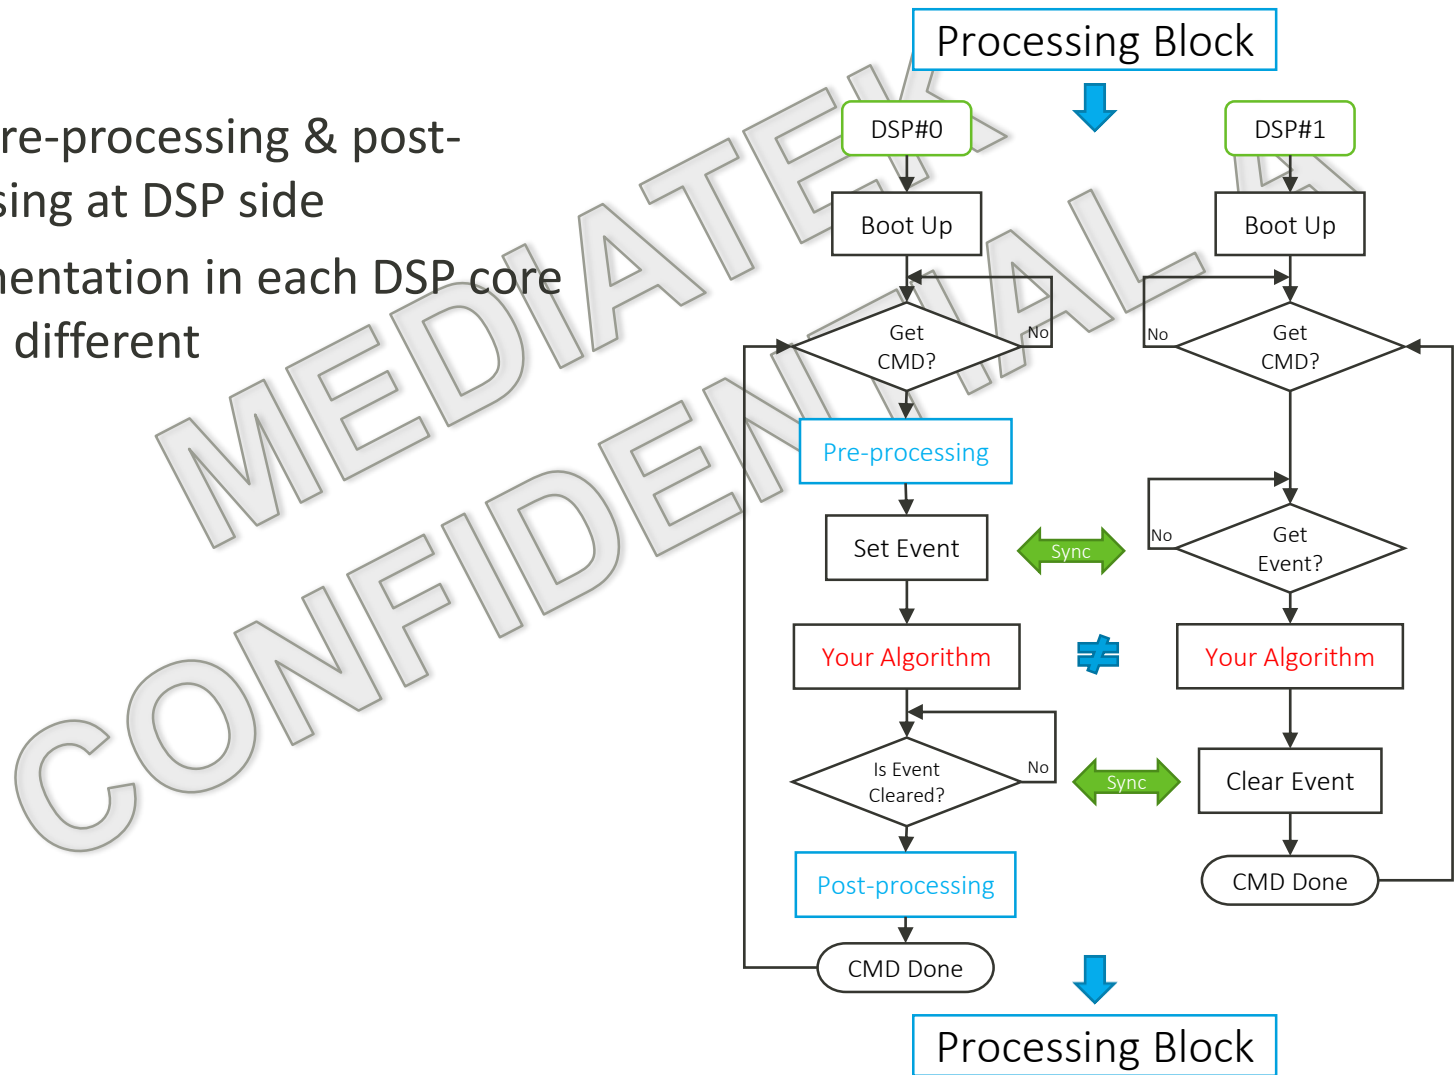 Processing Block
re-processing & post-
sing at DSP side
nentation in each DSP core
different
MEDIATEK
CONFIDENTIAL A
DSP#0
DSP#1
Boot Up
Boot Up
Get
CMD?
No
No
Get
CMD?
Pre-processing
Set Event
Sync
No
Get
Event?
Your Algorithm
≠
Your Algorithm
Is Event
Cleared?
No
Sync
Clear Event
Post-processing
CMD Done
CMD Done
Processing Block